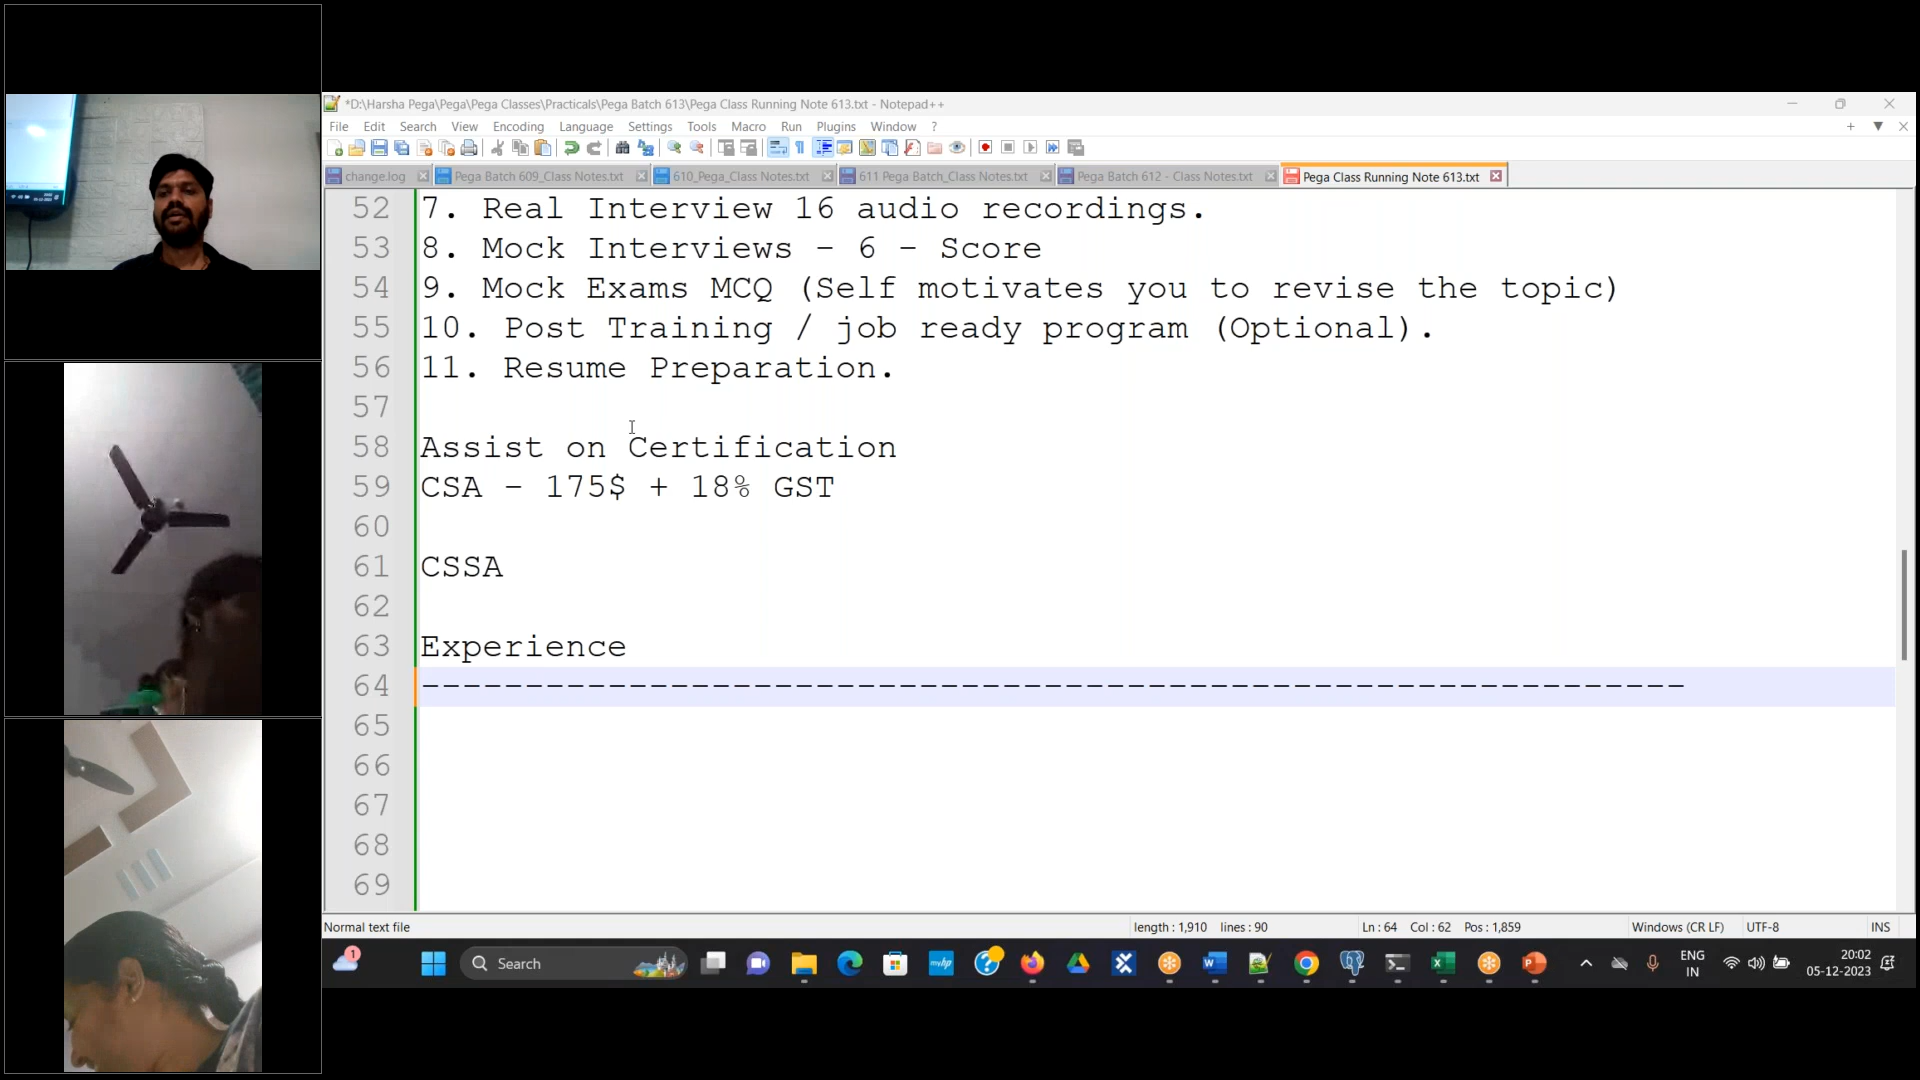 *D:\Harsha Pega\Pega\Pega Classes\Practicals\Pega Batch 613\Pega Class Running Note 613.txt - Notepad++
File Edit Search View Encoding Language Settings Tools Macro Run Plugins Window ?
change.log Pega Batch 609_Class Notes.txt 610_Pega_Class Notes.txt 611 Pega Batch_Class Notes.txt Pega Batch 612 - Class Notes.txt Pega Class Running Note 613.txt
52 7. Real Interview 16 audio recordings.
53 8. Mock Interviews - 6 - Score
54 9. Mock Exams MCQ (Self motivates you to revise the topic)
55 10. Post Training / job ready program (Optional).
56 11. Resume Preparation.
57
58 Assist on Certification
59 CSA - 175$ + 18% GST
60
61 CSSA
62
63 Experience
64 -------------------------------------------------------------
65
66
67
68
69
Normal text file length : 1,910 lines : 90 Ln : 64 Col : 62 Pos : 1,859 Windows (CR LF) UTF-8 INS
1 Search myhp ENG IN 20:02 05-12-2023